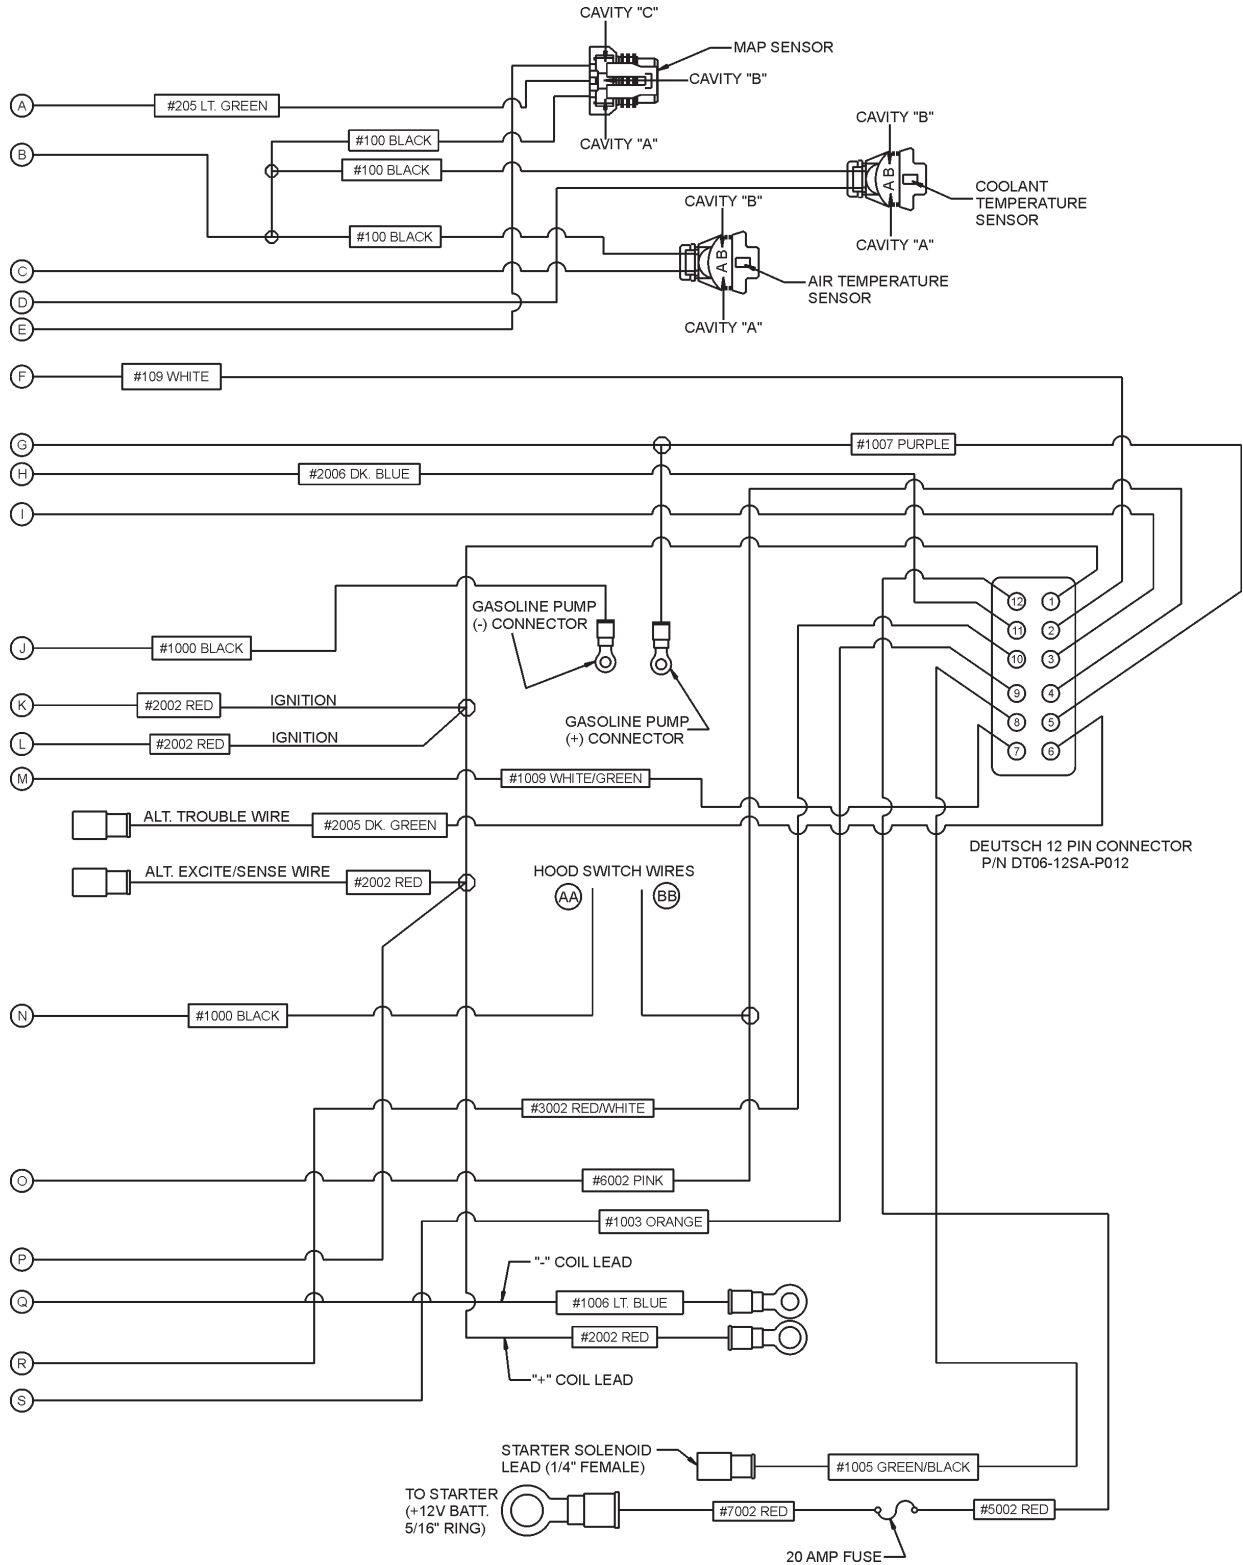 CAVITY "C"
MAP SENSOR
CAVITY "B"
A
#205 LT. GREEN
CAVITY "A"
#100 BLACK
B
#100 BLACK
CAVITY "B"
A B
COOLANT
TEMPERATURE
SENSOR
CAVITY "A"
CAVITY "B"
#100 BLACK
A B
C
AIR TEMPERATURE
SENSOR
D
E
CAVITY "A"
F
#109 WHITE
G
#1007 PURPLE
H
#2006 DK. BLUE
I
GASOLINE PUMP
(-) CONNECTOR
12
1
11
2
10
3
9
4
8
5
7
6
J
#1000 BLACK
K
#2002 RED
IGNITION
GASOLINE PUMP
(+) CONNECTOR
L
#2002 RED
IGNITION
M
#1009 WHITE/GREEN
ALT. TROUBLE WIRE
#2005 DK. GREEN
DEUTSCH 12 PIN CONNECTOR
P/N DT06-12SA-P012
ALT. EXCITE/SENSE WIRE
#2002 RED
HOOD SWITCH WIRES
AA
BB
N
#1000 BLACK
#3002 RED/WHITE
O
#6002 PINK
#1003 ORANGE
P
"-" COIL LEAD
Q
#1006 LT. BLUE
#2002 RED
R
"+" COIL LEAD
S
STARTER SOLENOID
LEAD (1/4" FEMALE)
#1005 GREEN/BLACK
TO STARTER
(+12V BATT.
5/16" RING)
#7002 RED
#5002 RED
20 AMP FUSE